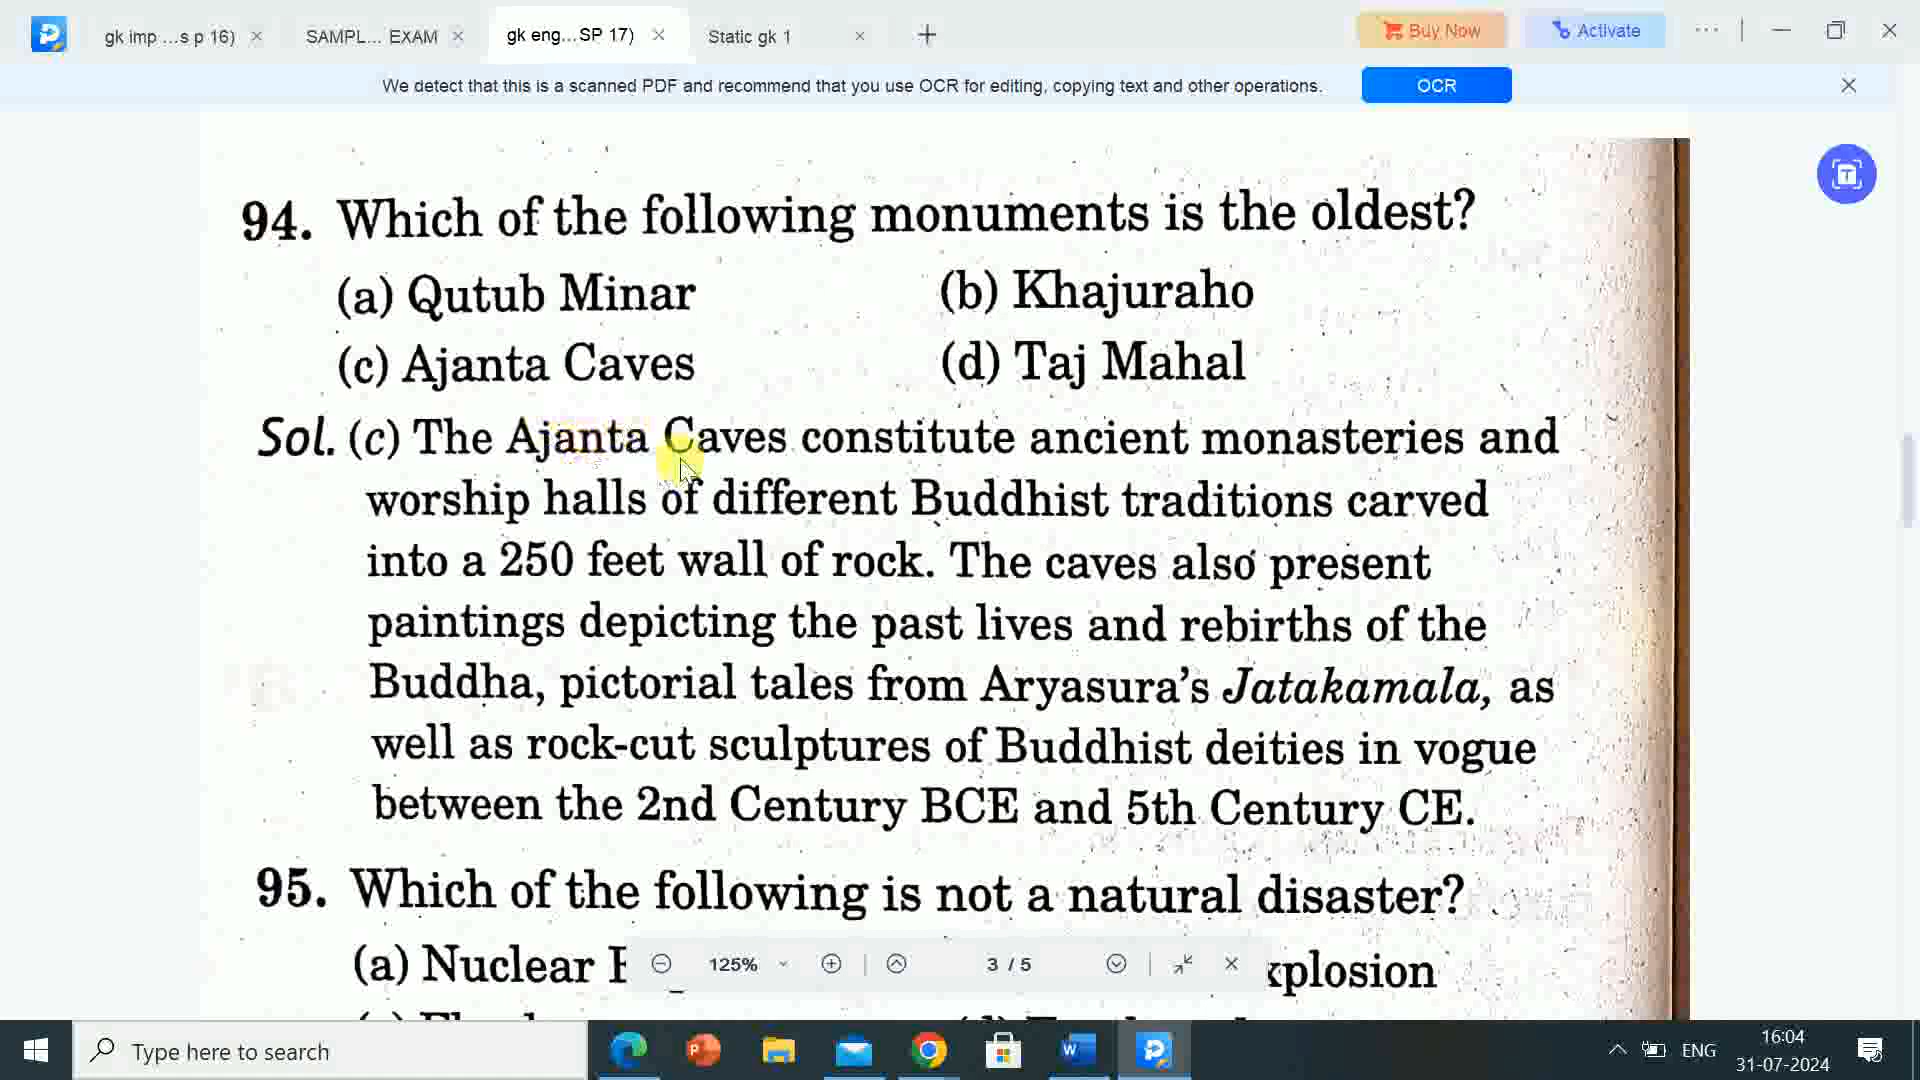 gk imp ...s p 16)
SAMPL... EXAM
gk eng...SP 17)
Static gk 1
Buy Now
Activate
We detect that this is a scanned PDF and recommend that you use OCR for editing, copying text and other operations.
OCR
94. Which of the following monuments is the oldest?
(a) Qutub Minar (b) Khajuraho
(c) Ajanta Caves (d) Taj Mahal
Sol. (c) The Ajanta Caves constitute ancient monasteries and
worship halls of different Buddhist traditions carved
into a 250 feet wall of rock. The caves also present
paintings depicting the past lives and rebirths of the
Buddha, pictorial tales from Aryasura's Jatakamala, as
well as rock-cut sculptures of Buddhist deities in vogue
between the 2nd Century BCE and 5th Century CE.
95. Which of the following is not a natural disaster?
(a) Nuclear xplosion
125% 3 / 5
Type here to search
ENG
16:04
31-07-2024